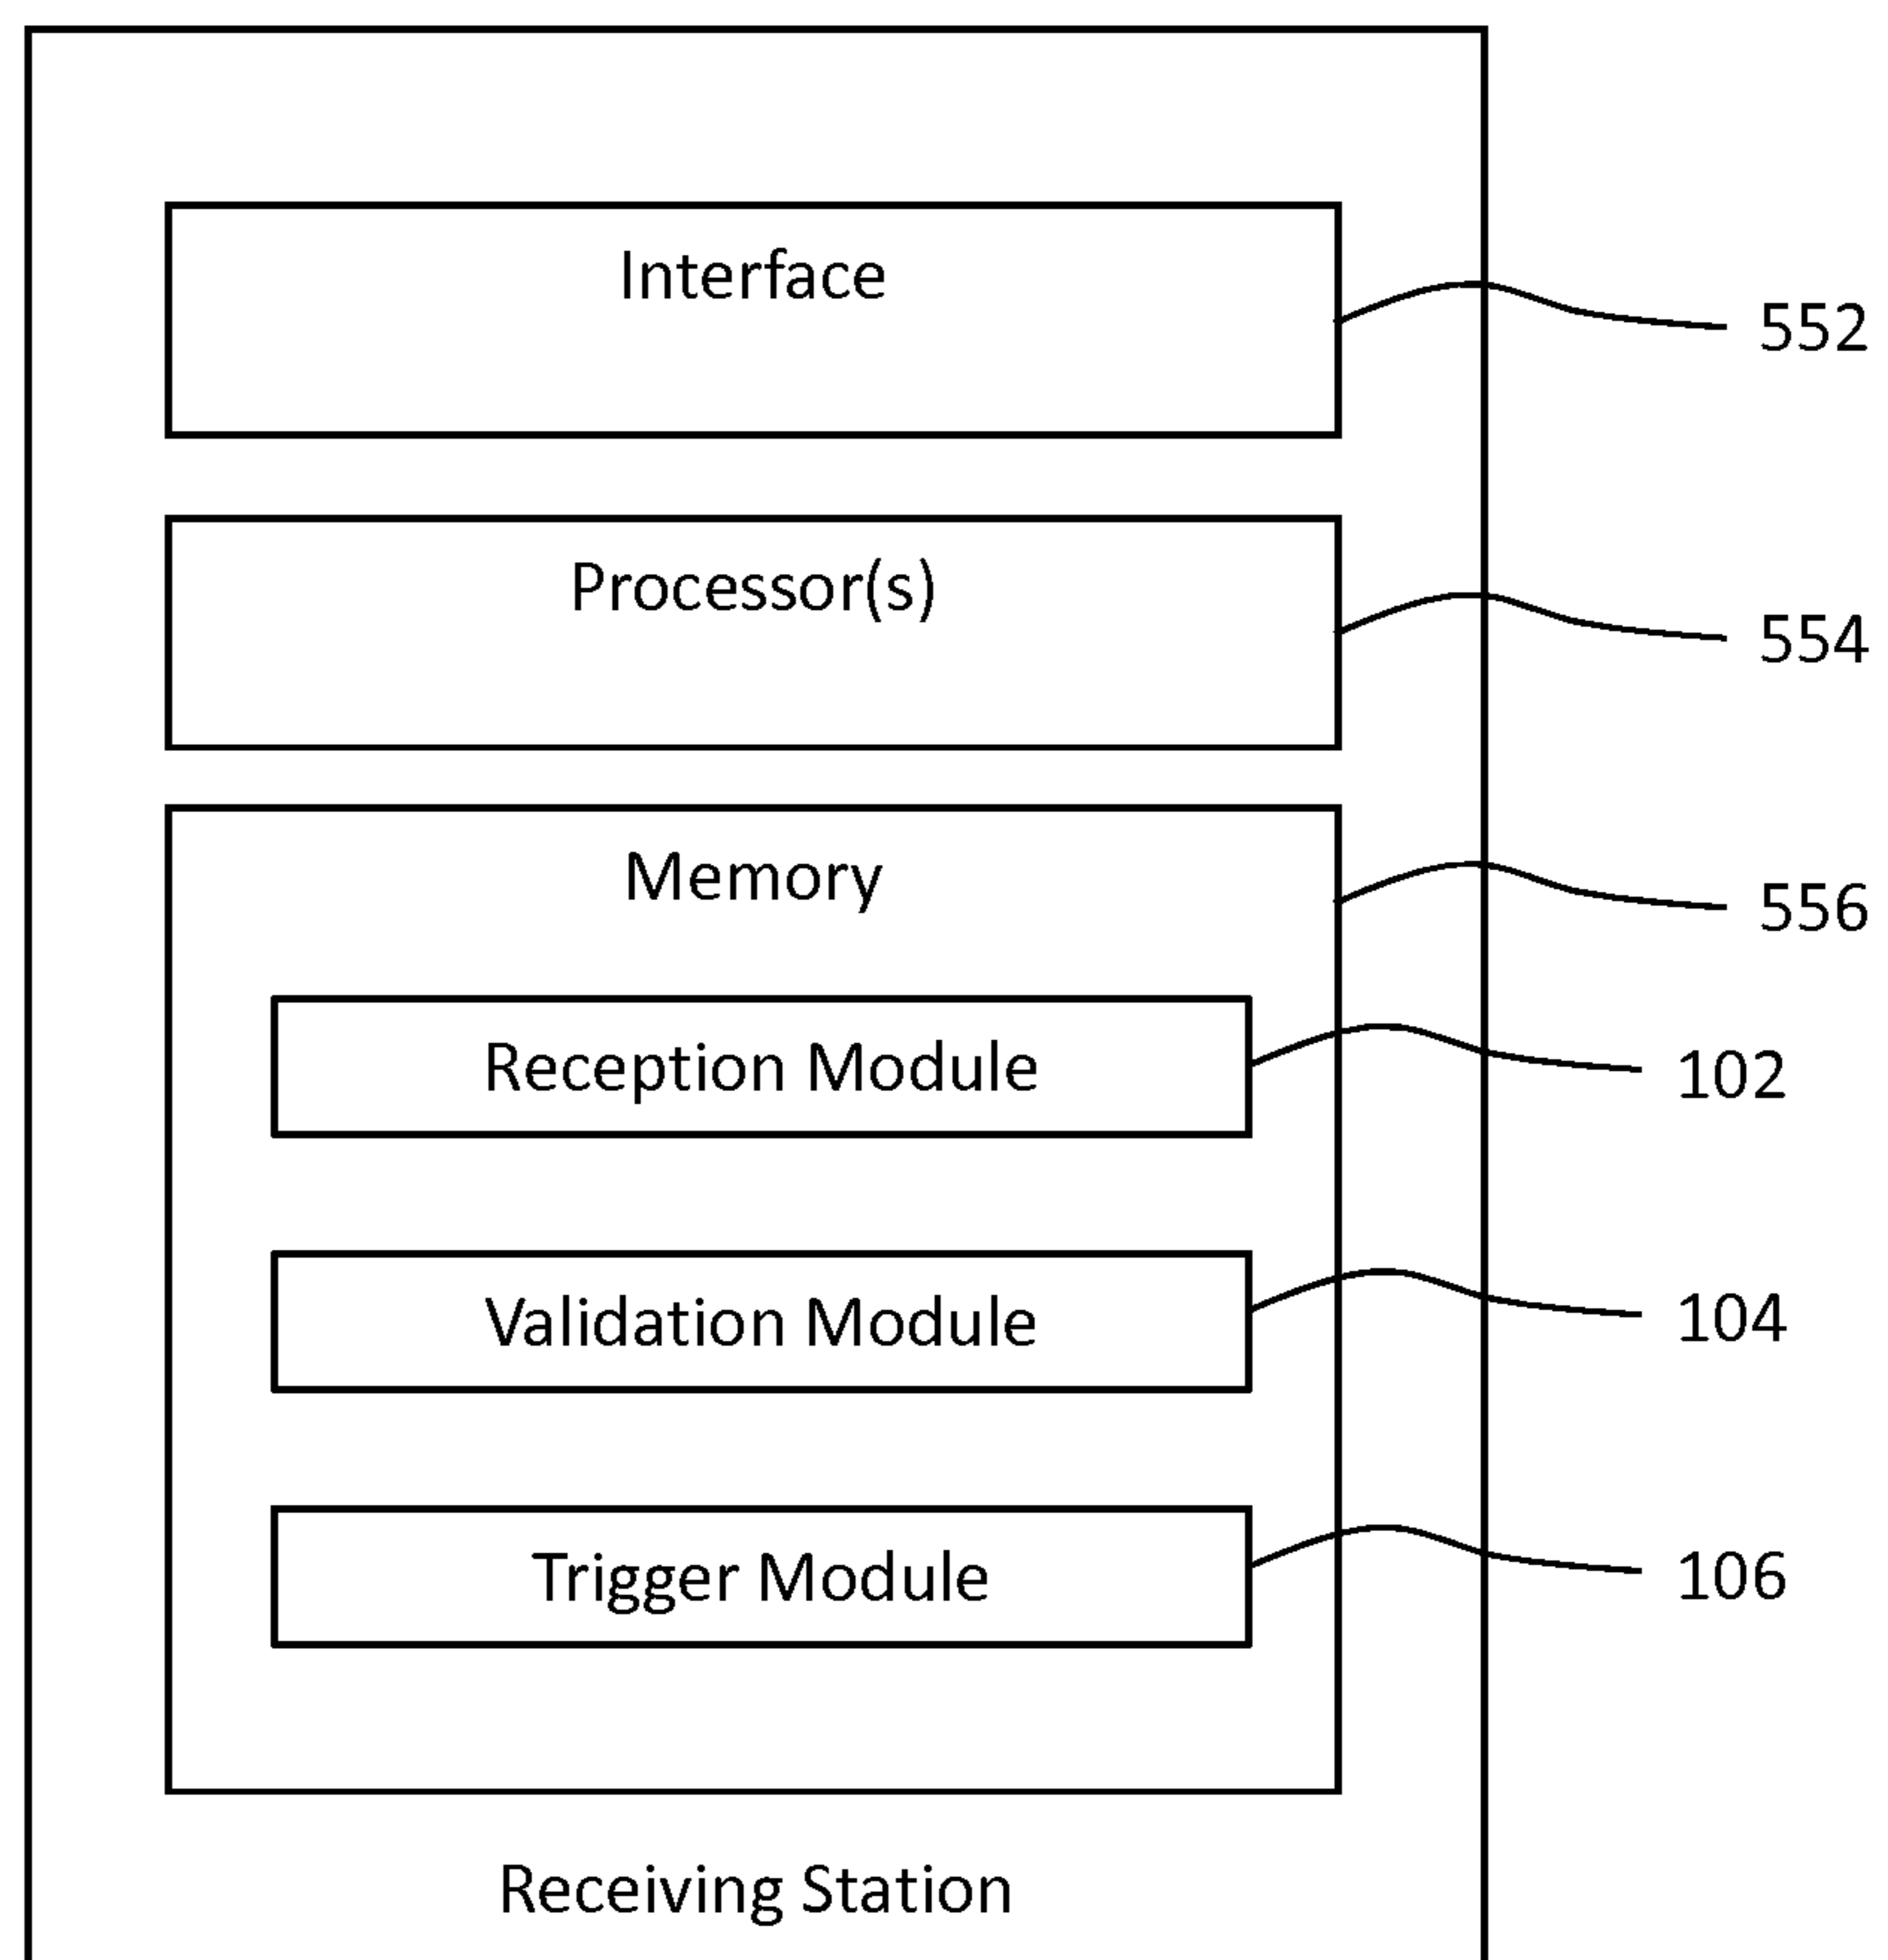 Interface
552
Processor(s)
554
Memory
556
Reception Module
102
Validation Module
104
Trigger Module
106
Receiving Station